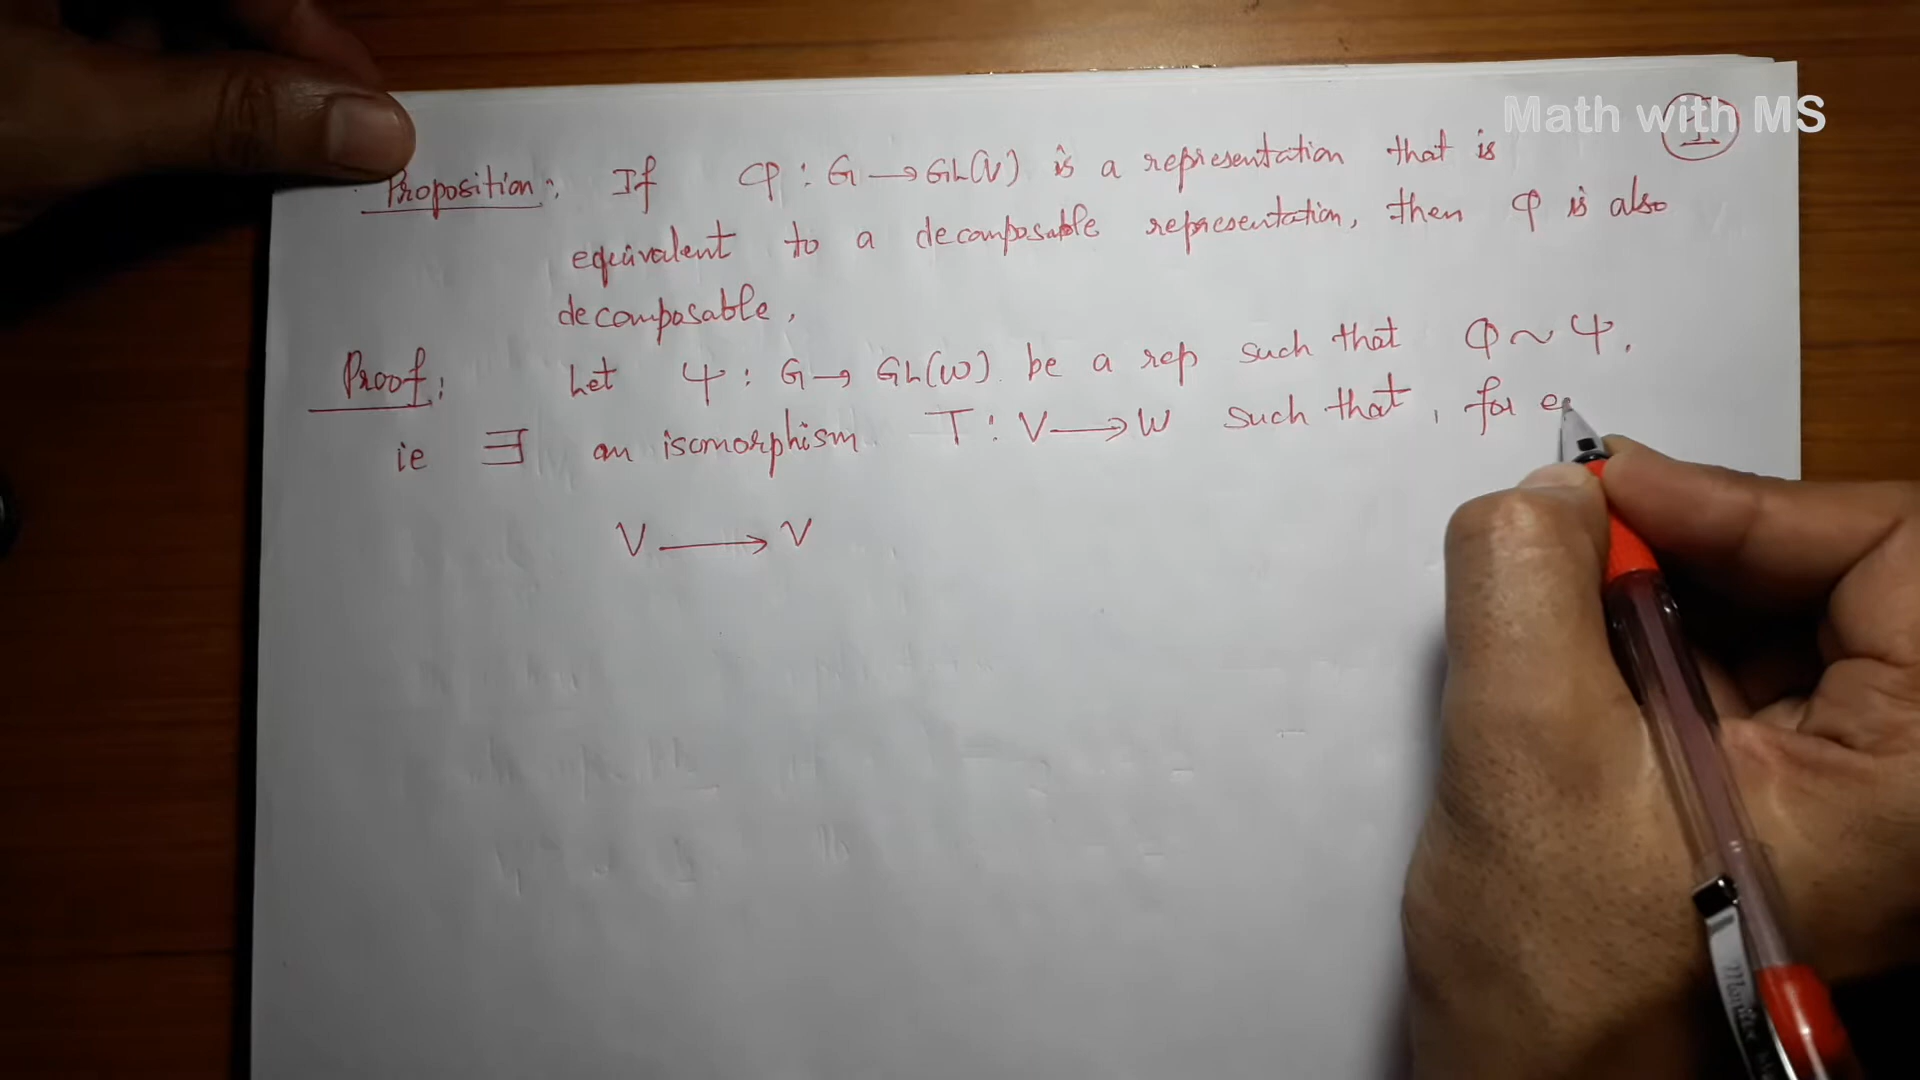 Math with MS
1
Proposition: If φ : G → GL(V) is a representation that is
equivalent to a decomposable representation, then φ is also
decomposable.
Proof: Let ψ : G → GL(W) be a rep such that φ ~ ψ.
ie ∃ an isomorphism T : V → W such that, for e
V → V